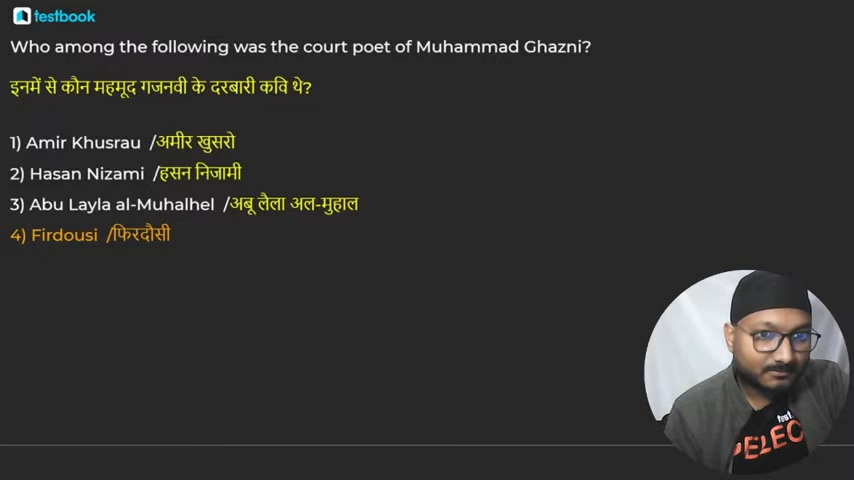 testbook
Who among the following was the court poet of Muhammad Ghazni?
इनमें से कौन महमूद गजनवी के दरबारी कवि थे?
1) Amir Khusrau /अमीर खुसरो
2) Hasan Nizami /हसन निजामी
3) Abu Layla al-Muhalhel /अबू लैला अल-मुहाल
4) Firdousi /फिरदौसी